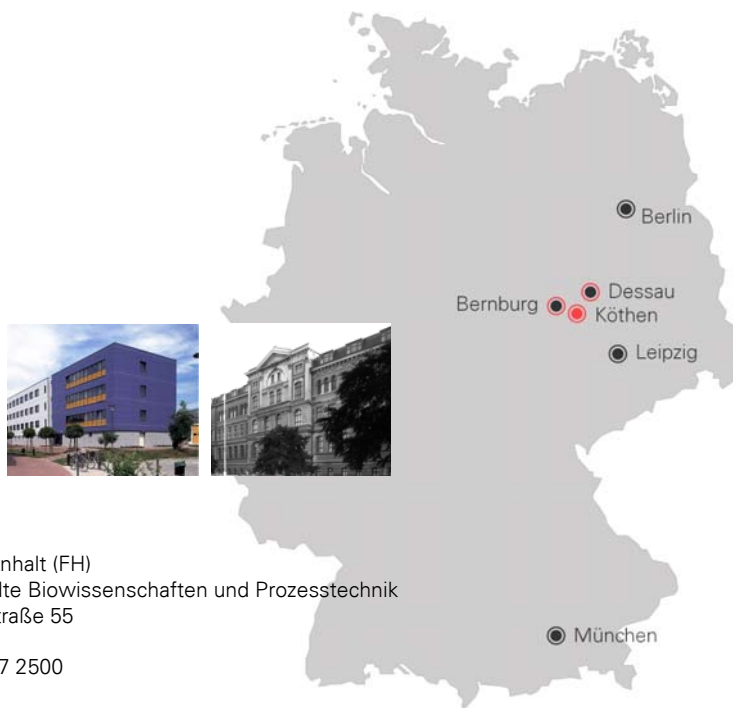 Berlin
Dessau
Bernburg
Köthen
Leipzig
nhalt (FH)
lte Biowissenschaften und Prozesstechnik
traße 55
München
7 2500